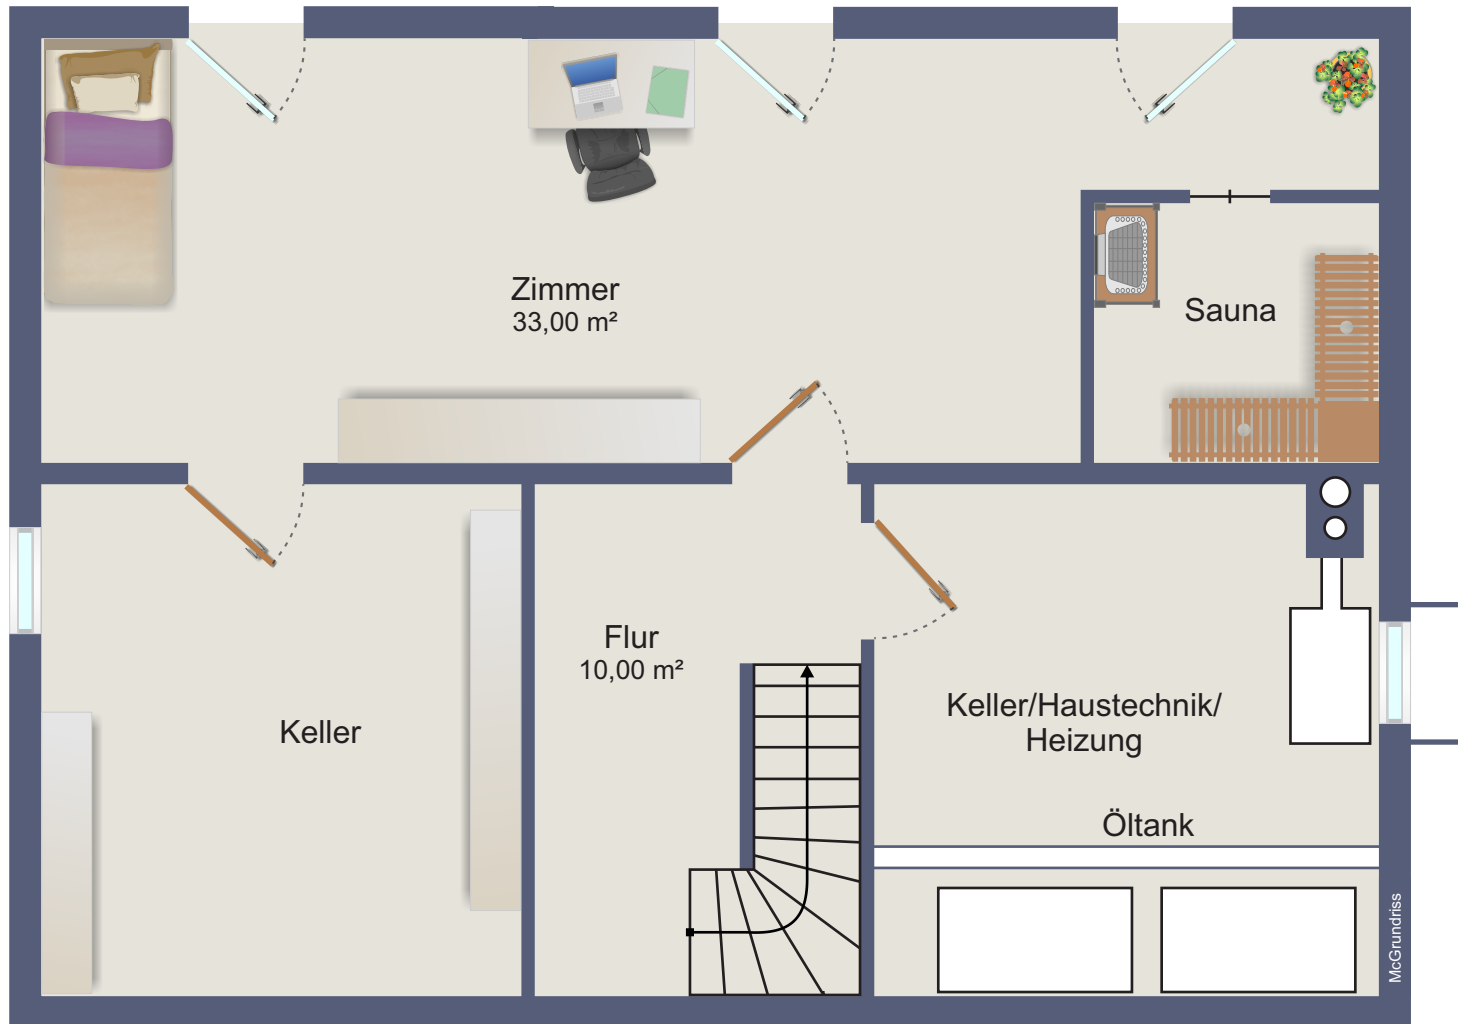 Zimmer
33,00 m²
Sauna
Flur
10,00 m²
Keller
Keller/Haustechnik/
Heizung
Öltank
McGrundriss